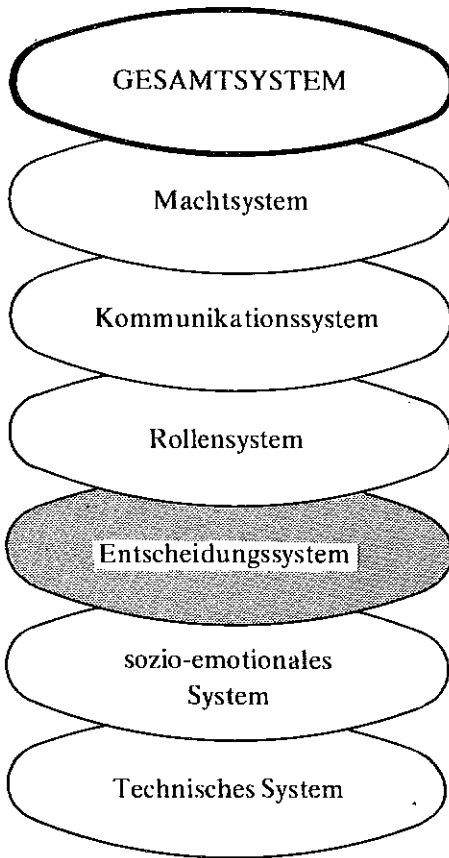 GESAMTSYSTEM
Machtsystem
Kommunikationssystem
Rollensystem
Entscheidungssystem
sozio-emotionales
System
Technisches System